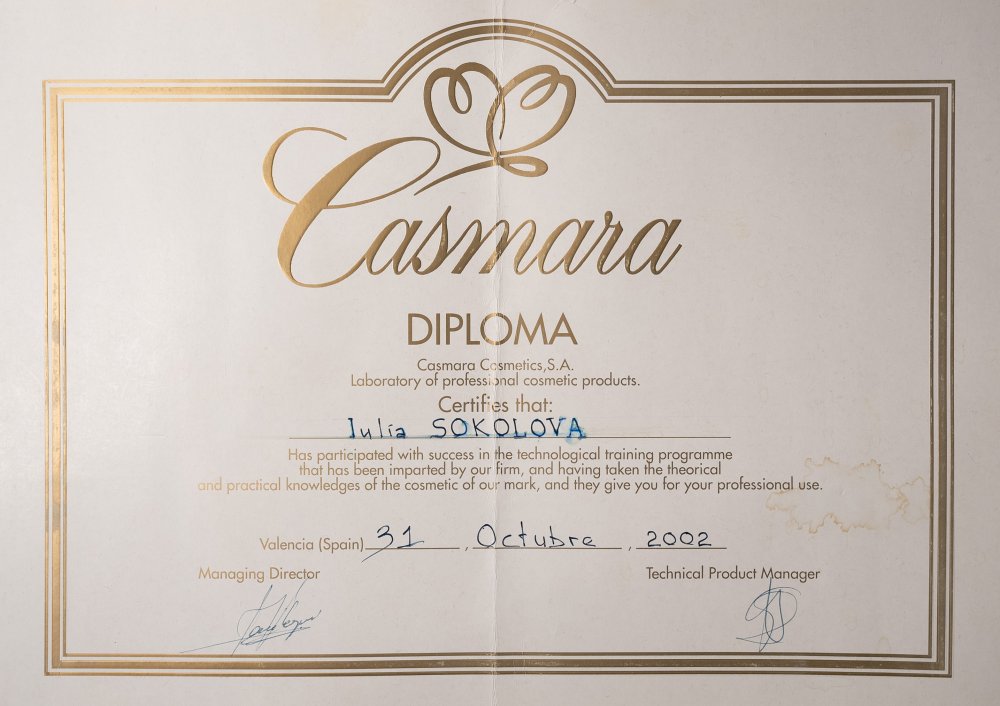 Casmara
DIPLOMA
Casmara Cosmetics,S.A.
Laboratory of professional cosmetic products.
Certifies that:
Iulia SOKOLOVA
Has participated with success in the technological training programme
that has been imparted by our firm, and having taken the theorical
and practical knowledges of the cosmetic of our mark, and they give you for your professional use.
Valencia (Spain) 31 , Octubre , 2002
Managing Director Technical Product Manager